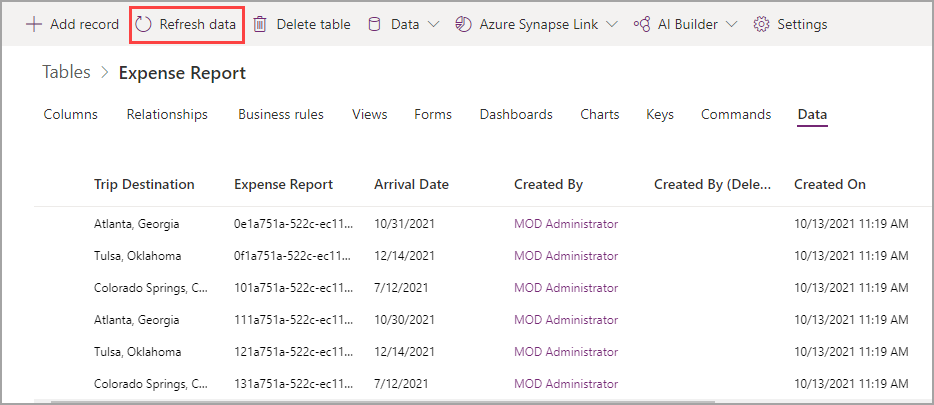 Add record Refresh data Delete table Data Azure Synapse Link AI Builder Settings
Tables > Expense Report
Columns Relationships Business rules Views Forms Dashboards Charts Keys Commands Data
Trip Destination Expense Report Arrival Date Created By Created By (Dele... Created On
Atlanta, Georgia 0e1a751a-522c-ec11... 10/31/2021 MOD Administrator 10/13/2021 11:19 AM
Tulsa, Oklahoma 0f1a751a-522c-ec11... 12/14/2021 MOD Administrator 10/13/2021 11:19 AM
Colorado Springs, C... 101a751a-522c-ec11... 7/12/2021 MOD Administrator 10/13/2021 11:19 AM
Atlanta, Georgia 111a751a-522c-ec11... 10/30/2021 MOD Administrator 10/13/2021 11:19 AM
Tulsa, Oklahoma 121a751a-522c-ec11... 12/14/2021 MOD Administrator 10/13/2021 11:19 AM
Colorado Springs, C... 131a751a-522c-ec11... 7/12/2021 MOD Administrator 10/13/2021 11:19 AM